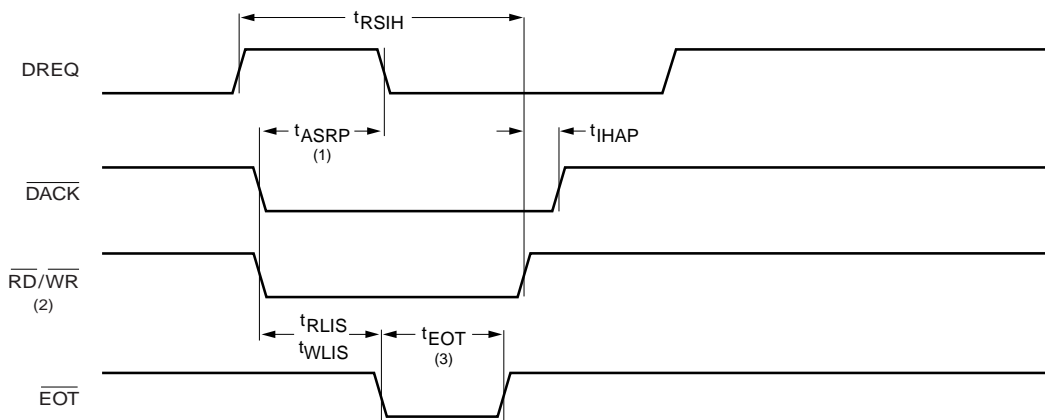 tRSIH
DREQ
tASRP
(1)
tIHAP
DACK
RD/WR
(2)
tRLIS
tWLIS
tEOT
(3)
EOT